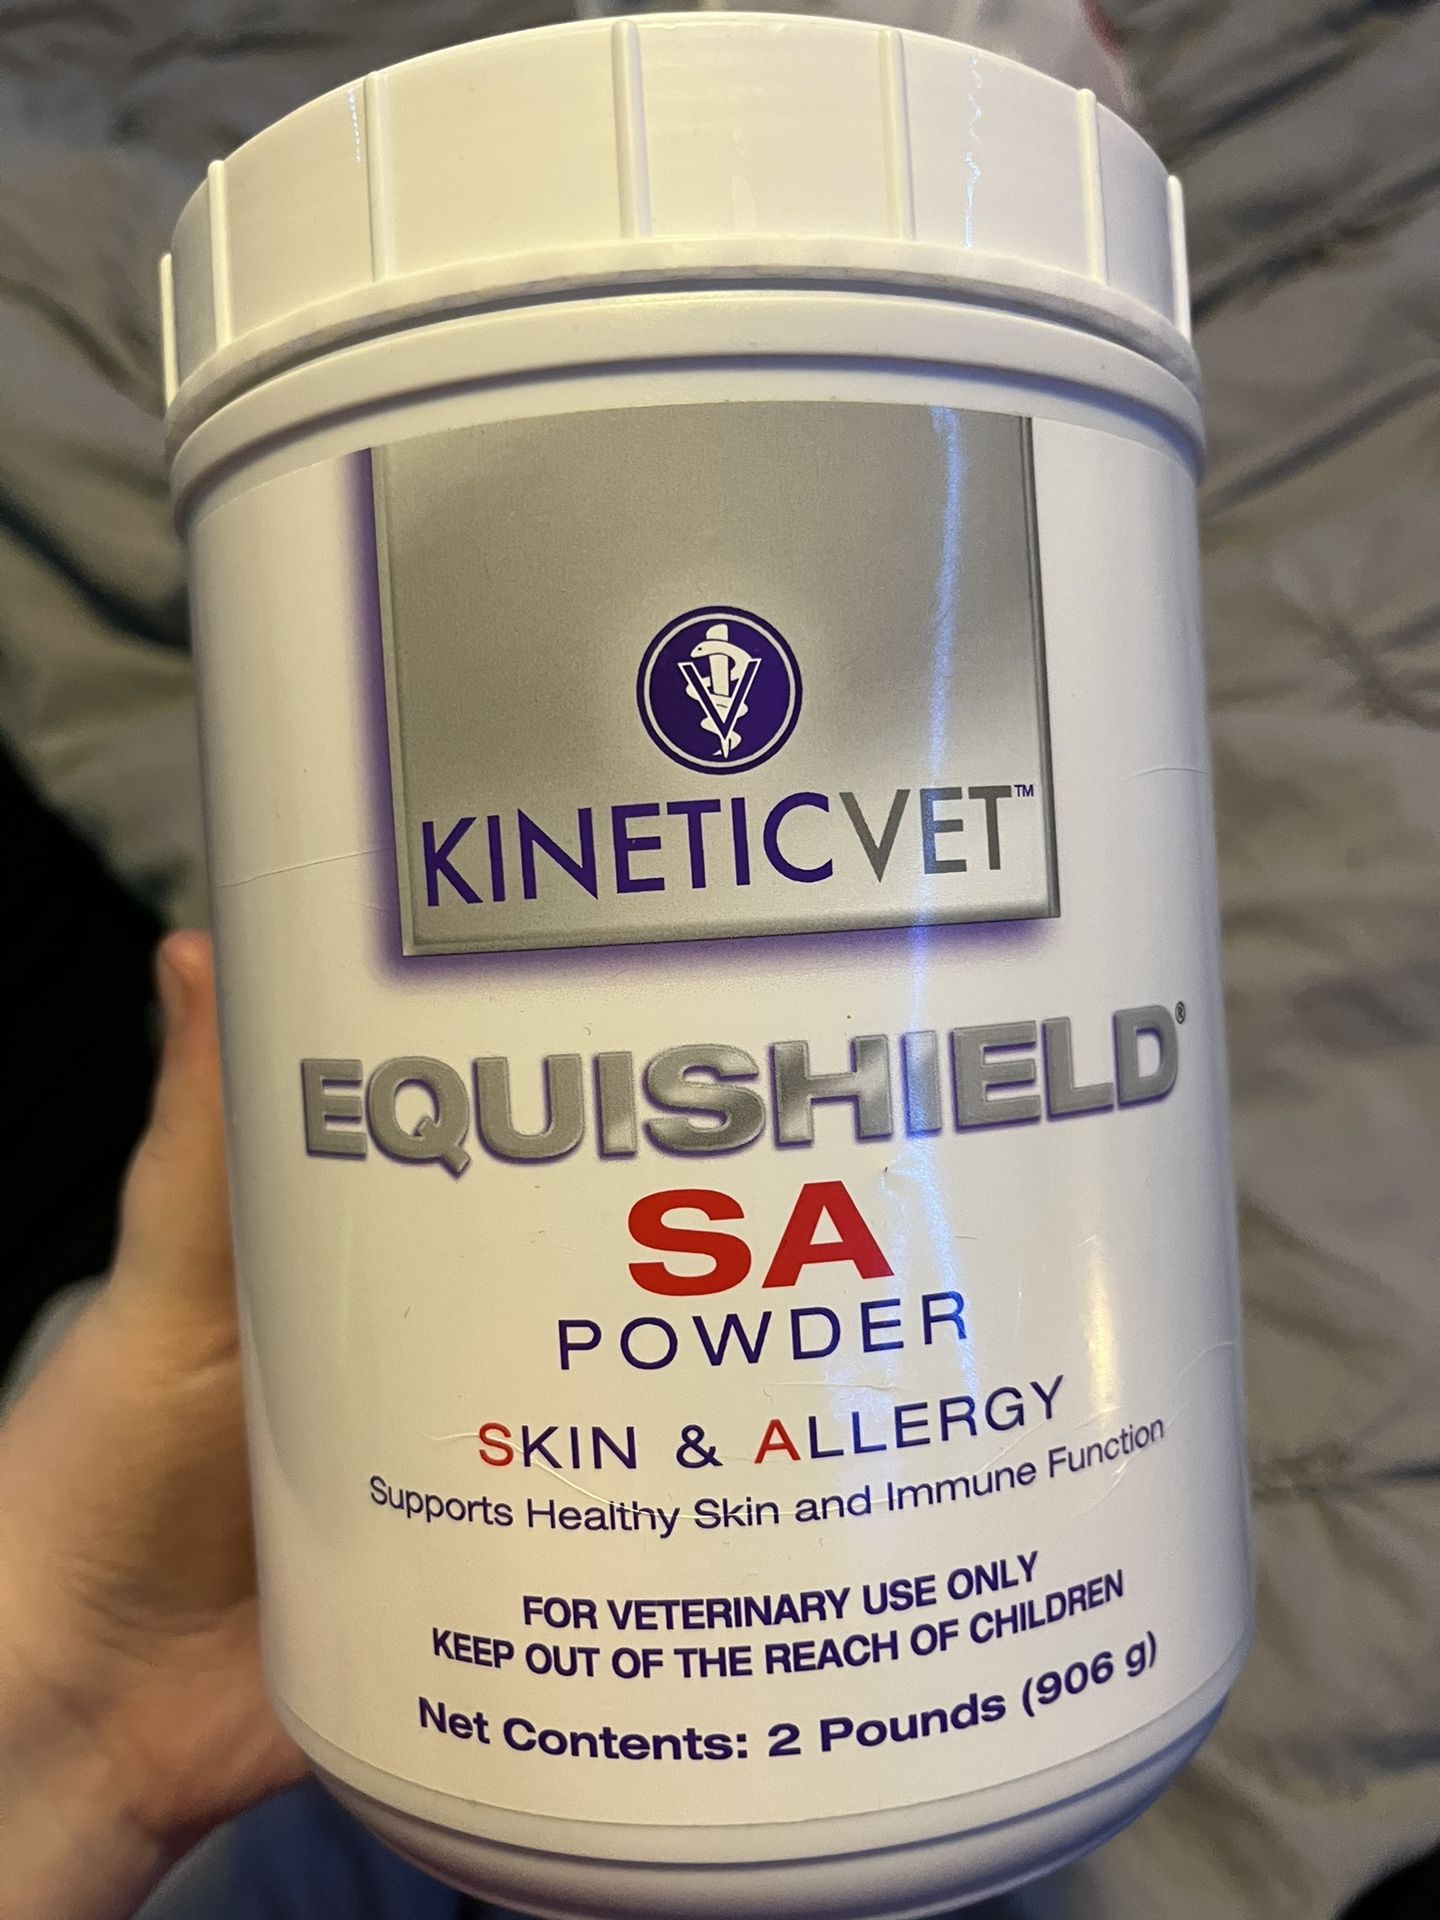 KINETICVET™
EQUISHIELD®
SA
POWDER
SKIN & ALLERGY
Supports Healthy Skin and Immune Function
FOR VETERINARY USE ONLY
KEEP OUT OF THE REACH OF CHILDREN
Net Contents: 2 Pounds (906 g)